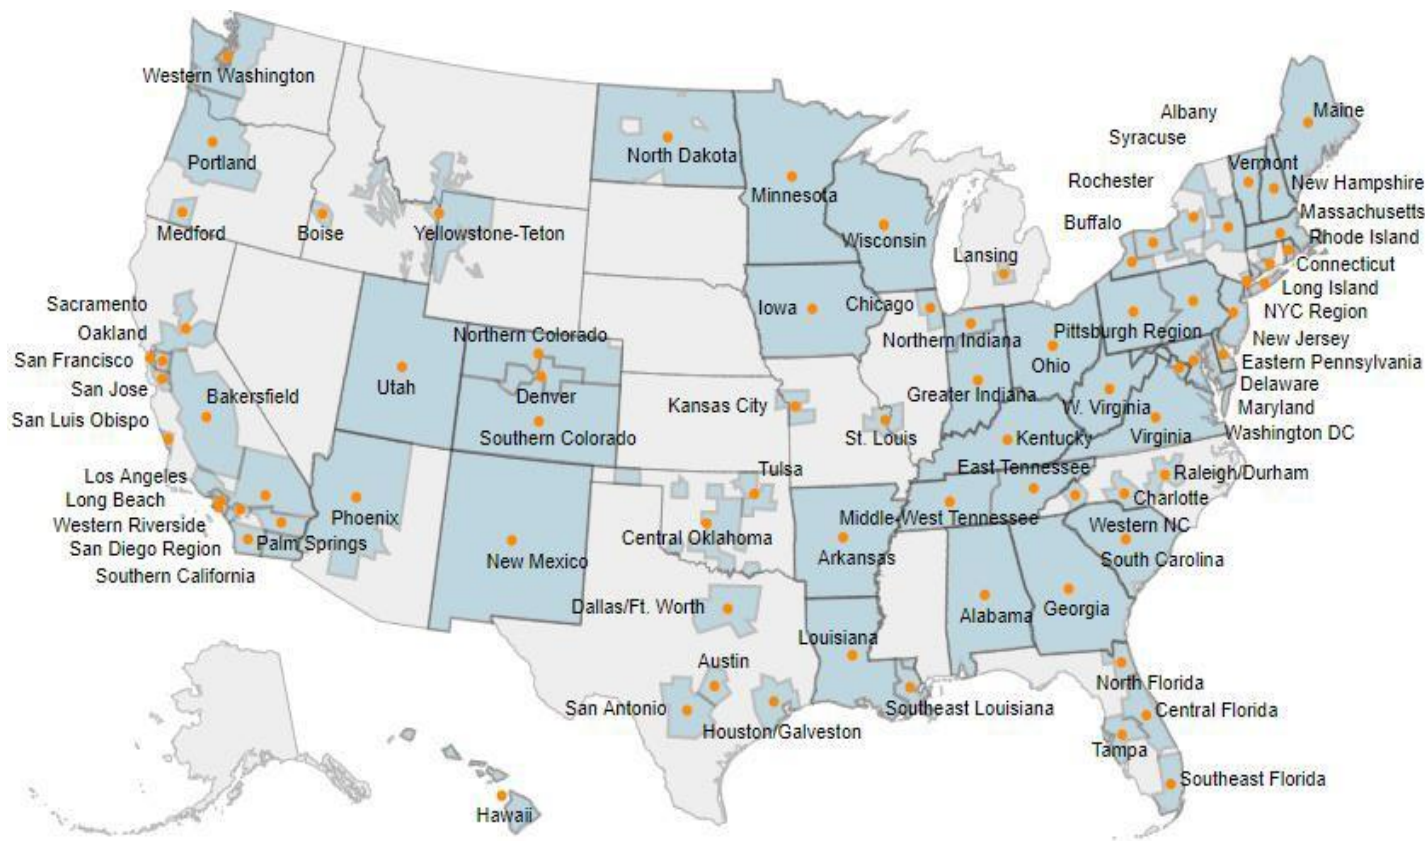 Albany
Maine
Syracuse
Western Washington
North Dakota
Portland
Vermont
Rochester
New Hampshire
Minnesota
Massachusetts
Buffalo
Medford
Boise
Yellowstone-Teton
Wisconsin
Rhode Island
Lansing
Connecticut
Long Island
Sacramento
Iowa
Chicago
NYC Region
Oakland
Northern Colorado
Northern Indiana
Pittsburgh Region
New Jersey
San Francisco
Ohio
Eastern Pennsylvania
San Jose
Utah
Denver
Delaware
Bakersfield
Greater Indiana
Kansas City
W. Virginia
Maryland
San Luis Obispo
Southern Colorado
St. Louis
Kentucky
Virginia
Washington DC
Los Angeles
Tulsa
East Tennessee
Raleigh/Durham
Long Beach
Charlotte
Western Riverside
Phoenix
Middle-West Tennessee
Western NC
San Diego Region
Palm Springs
Central Oklahoma
Arkansas
South Carolina
New Mexico
Southern California
Dallas/Ft. Worth
Alabama
Georgia
Louisiana
Austin
North Florida
San Antonio
Southeast Louisiana
Central Florida
Houston/Galveston
Tampa
Southeast Florida
Hawaii